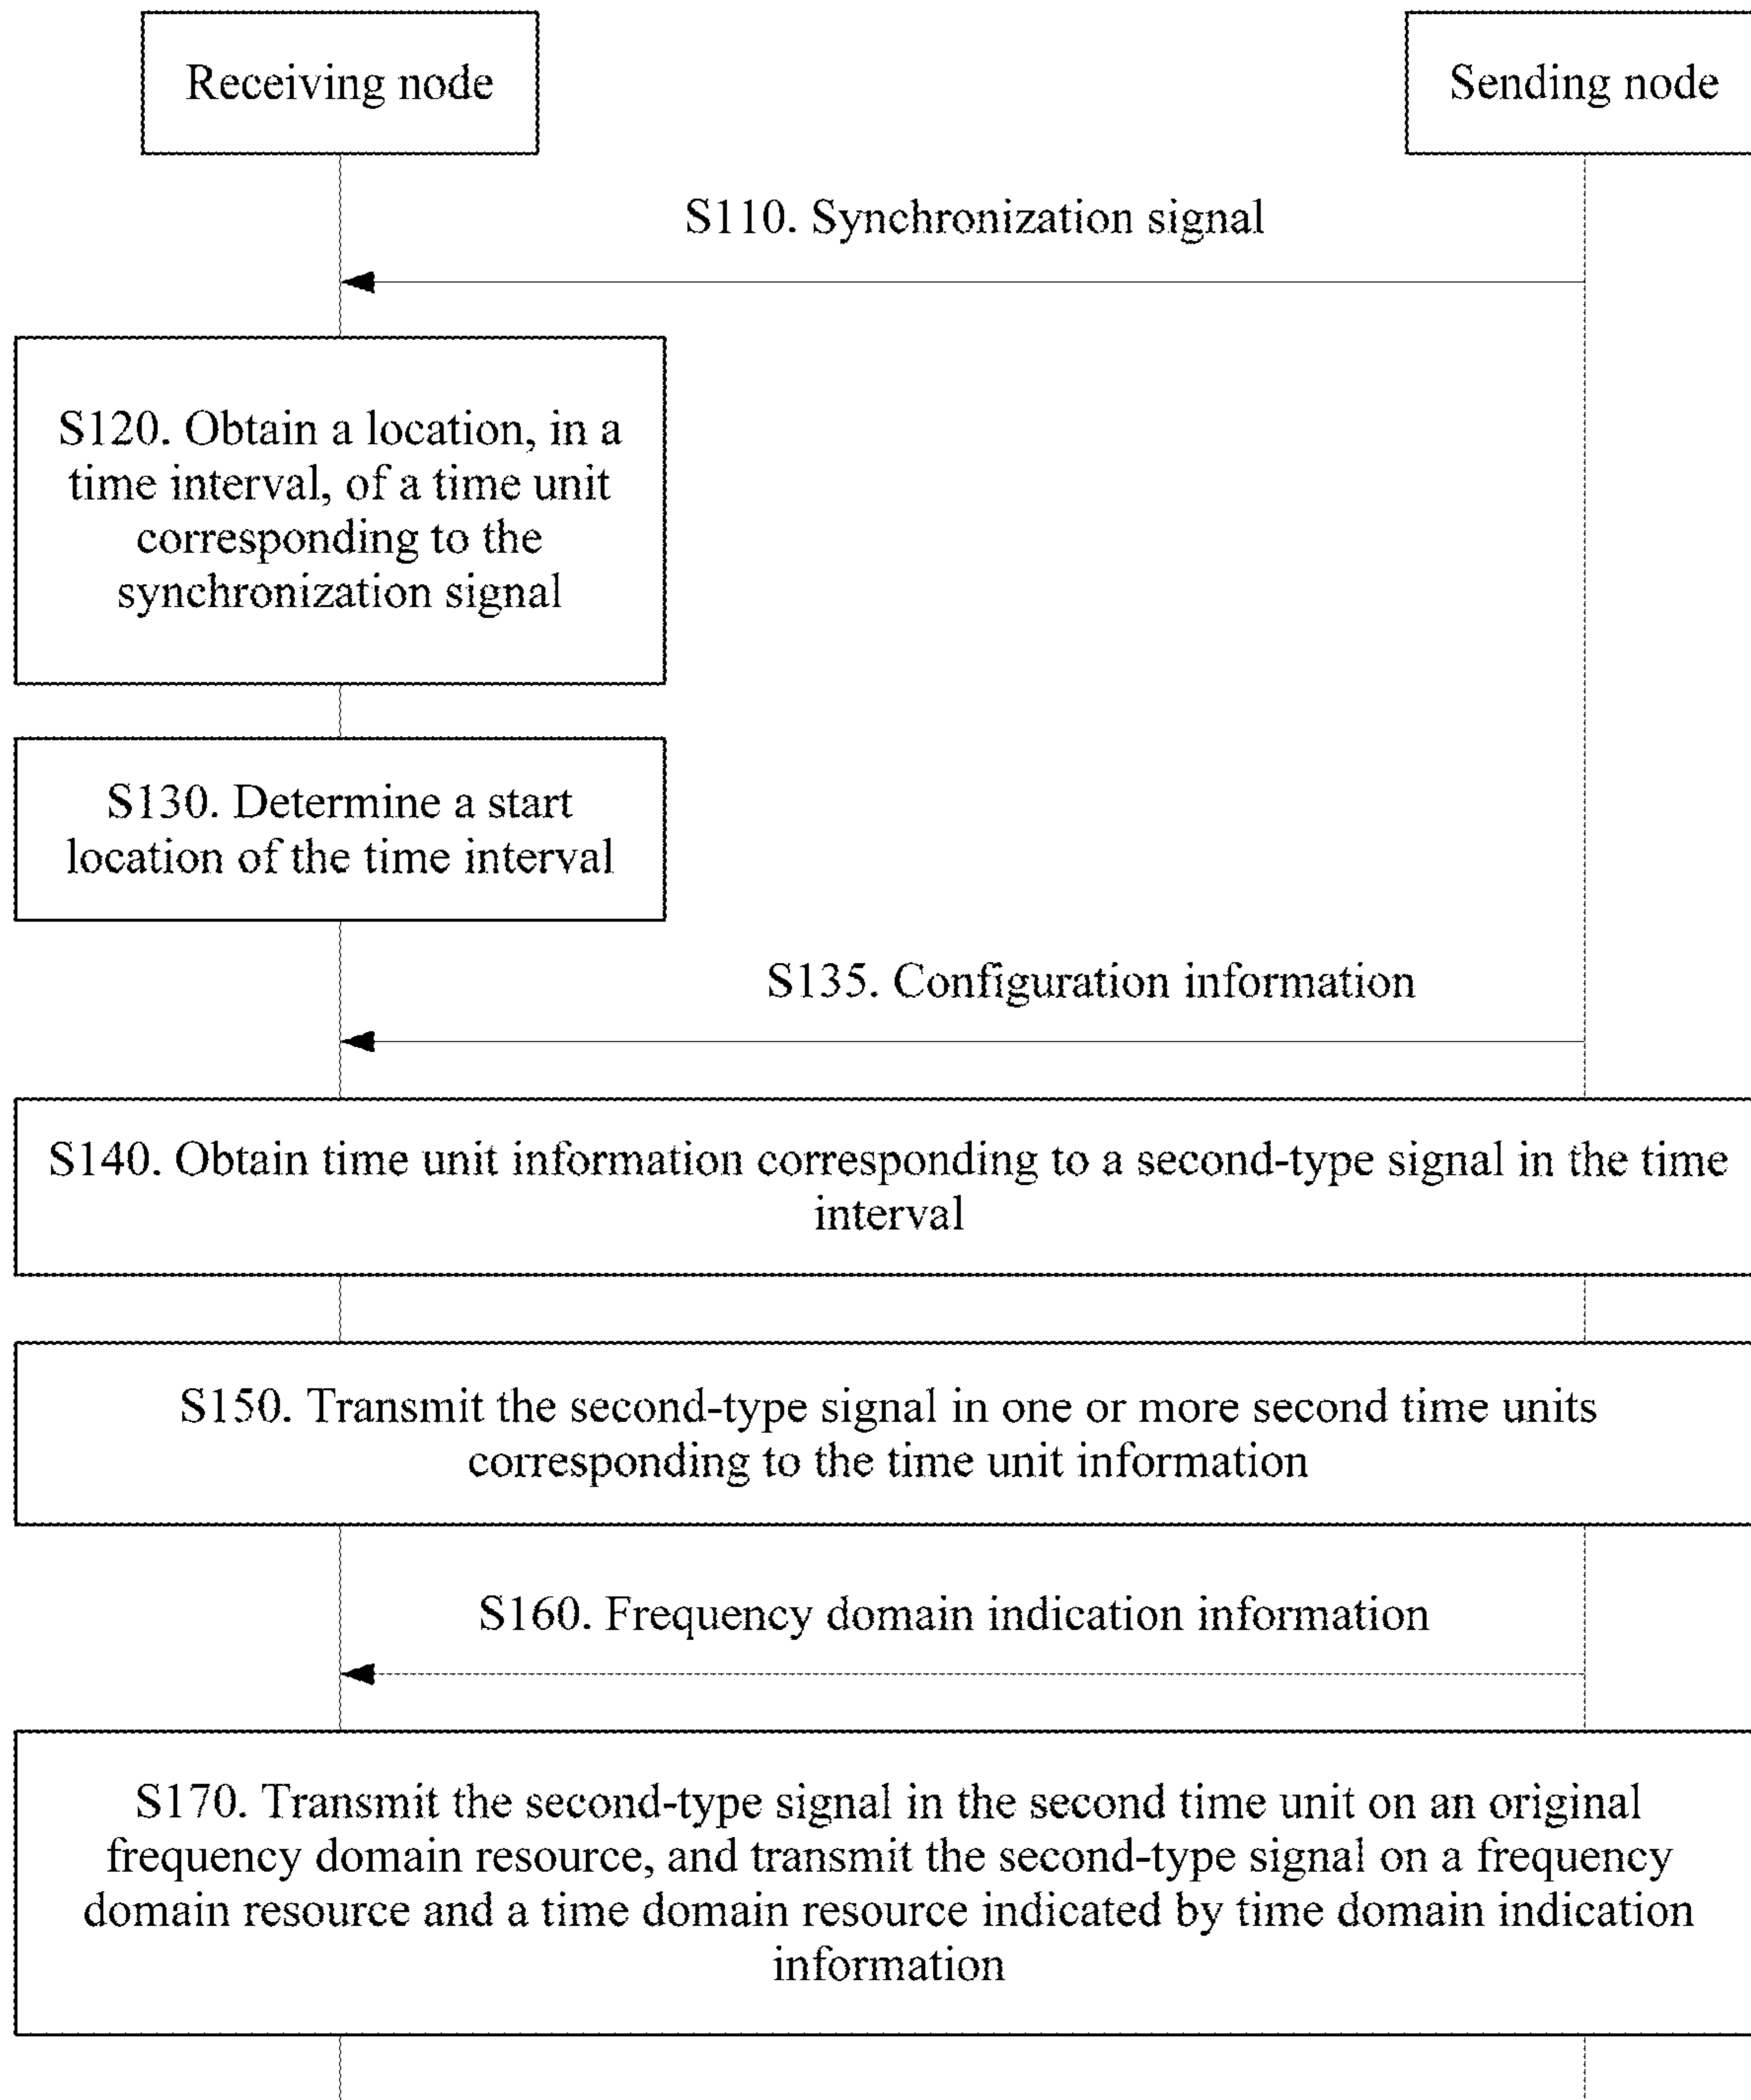 Receiving node
Sending node
S110. Synchronization signal
S120. Obtain a location, in a
time interval, of a time unit
corresponding to the
synchronization signal
S130. Determine a start
location of the time interval
S135. Configuration information
S140. Obtain time unit information corresponding to a second-type signal in the time
interval
S150. Transmit the second-type signal in one or more second time units
corresponding to the time unit information
S160. Frequency domain indication information
S170. Transmit the second-type signal in the second time unit on an original
frequency domain resource, and transmit the second-type signal on a frequency
domain resource and a time domain resource indicated by time domain indication
information